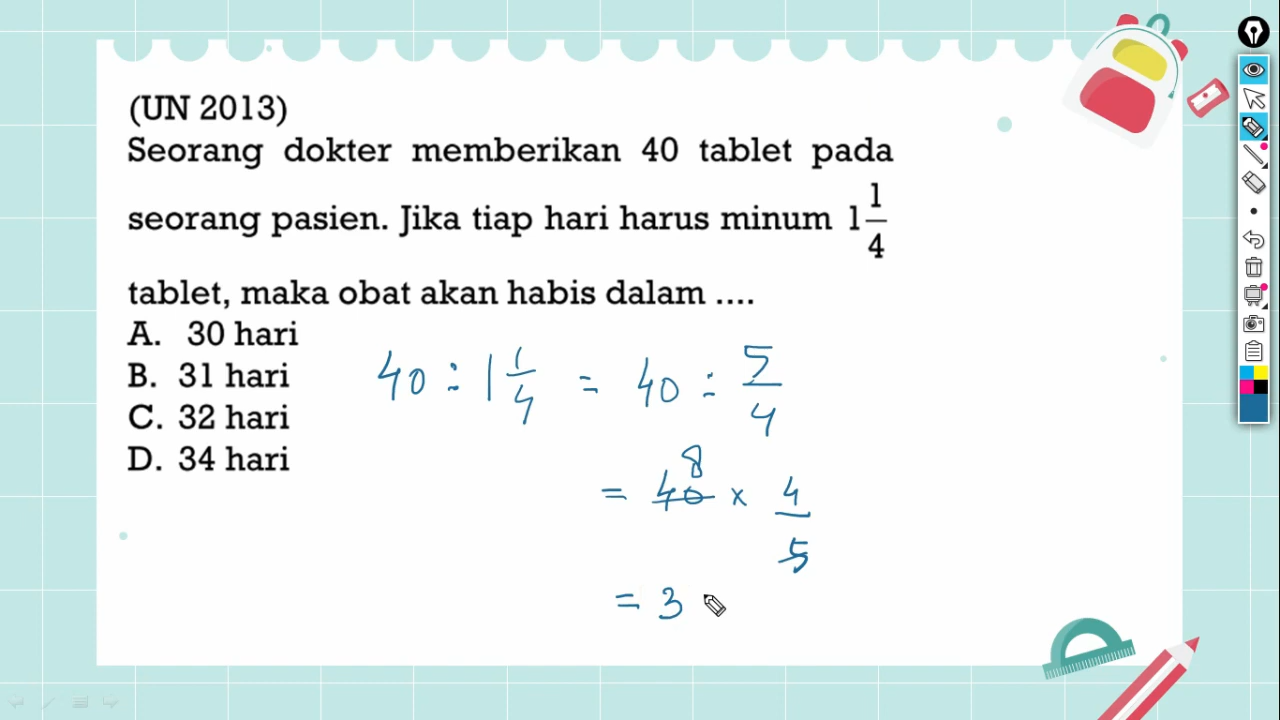 (UN 2013)
Seorang dokter memberikan 40 tablet pada
seorang pasien. Jika tiap hari harus minum 1 1/4
tablet, maka obat akan habis dalam ....
A. 30 hari
B. 31 hari
C. 32 hari
D. 34 hari
40 : 1 1/4 = 40 : 5/4
8
= 40 × 4/5
= 3